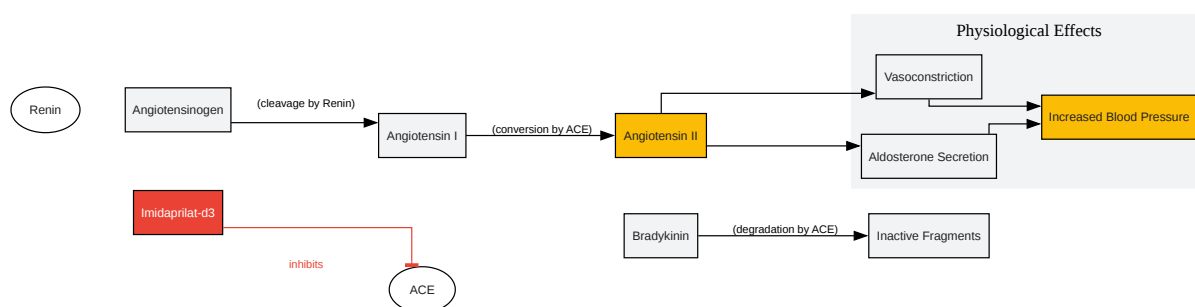 Physiological Effects
Vasoconstriction
Renin
Angiotensinogen
(cleavage by Renin)
Angiotensin I
(conversion by ACE)
Angiotensin II
Increased Blood Pressure
Aldosterone Secretion
Imidaprilat-d3
inhibits
ACE
Bradykinin
(degradation by ACE)
Inactive Fragments